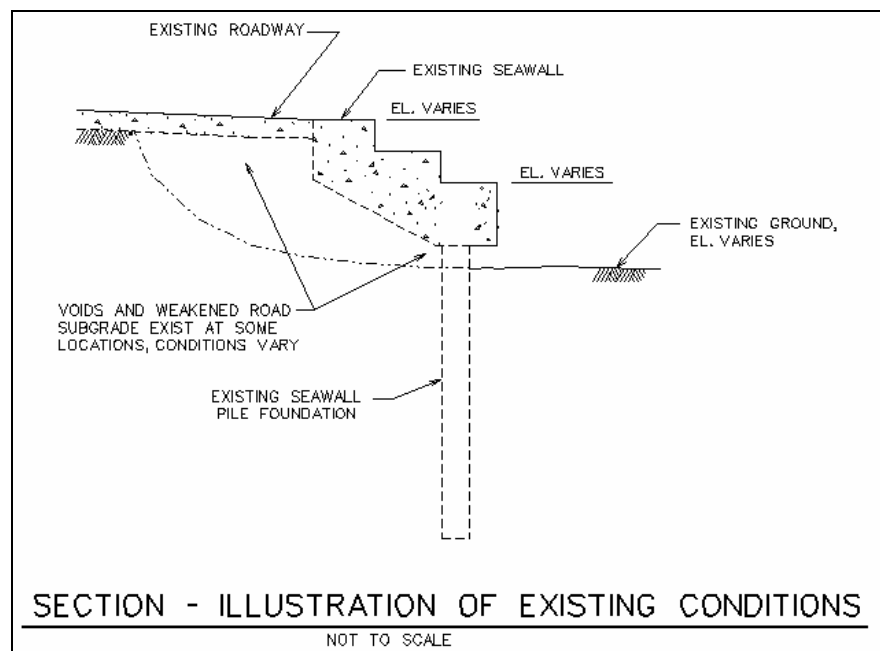 EXISTING ROADWAY
EXISTING SEAWALL
EL. VARIES
EL. VARIES
EXISTING GROUND,
EL. VARIES
VOIDS AND WEAKENED ROAD
SUBGRADE EXIST AT SOME
LOCATIONS, CONDITIONS VARY
EXISTING SEAWALL
PILE FOUNDATION
SECTION - ILLUSTRATION OF EXISTING CONDITIONS
NOT TO SCALE